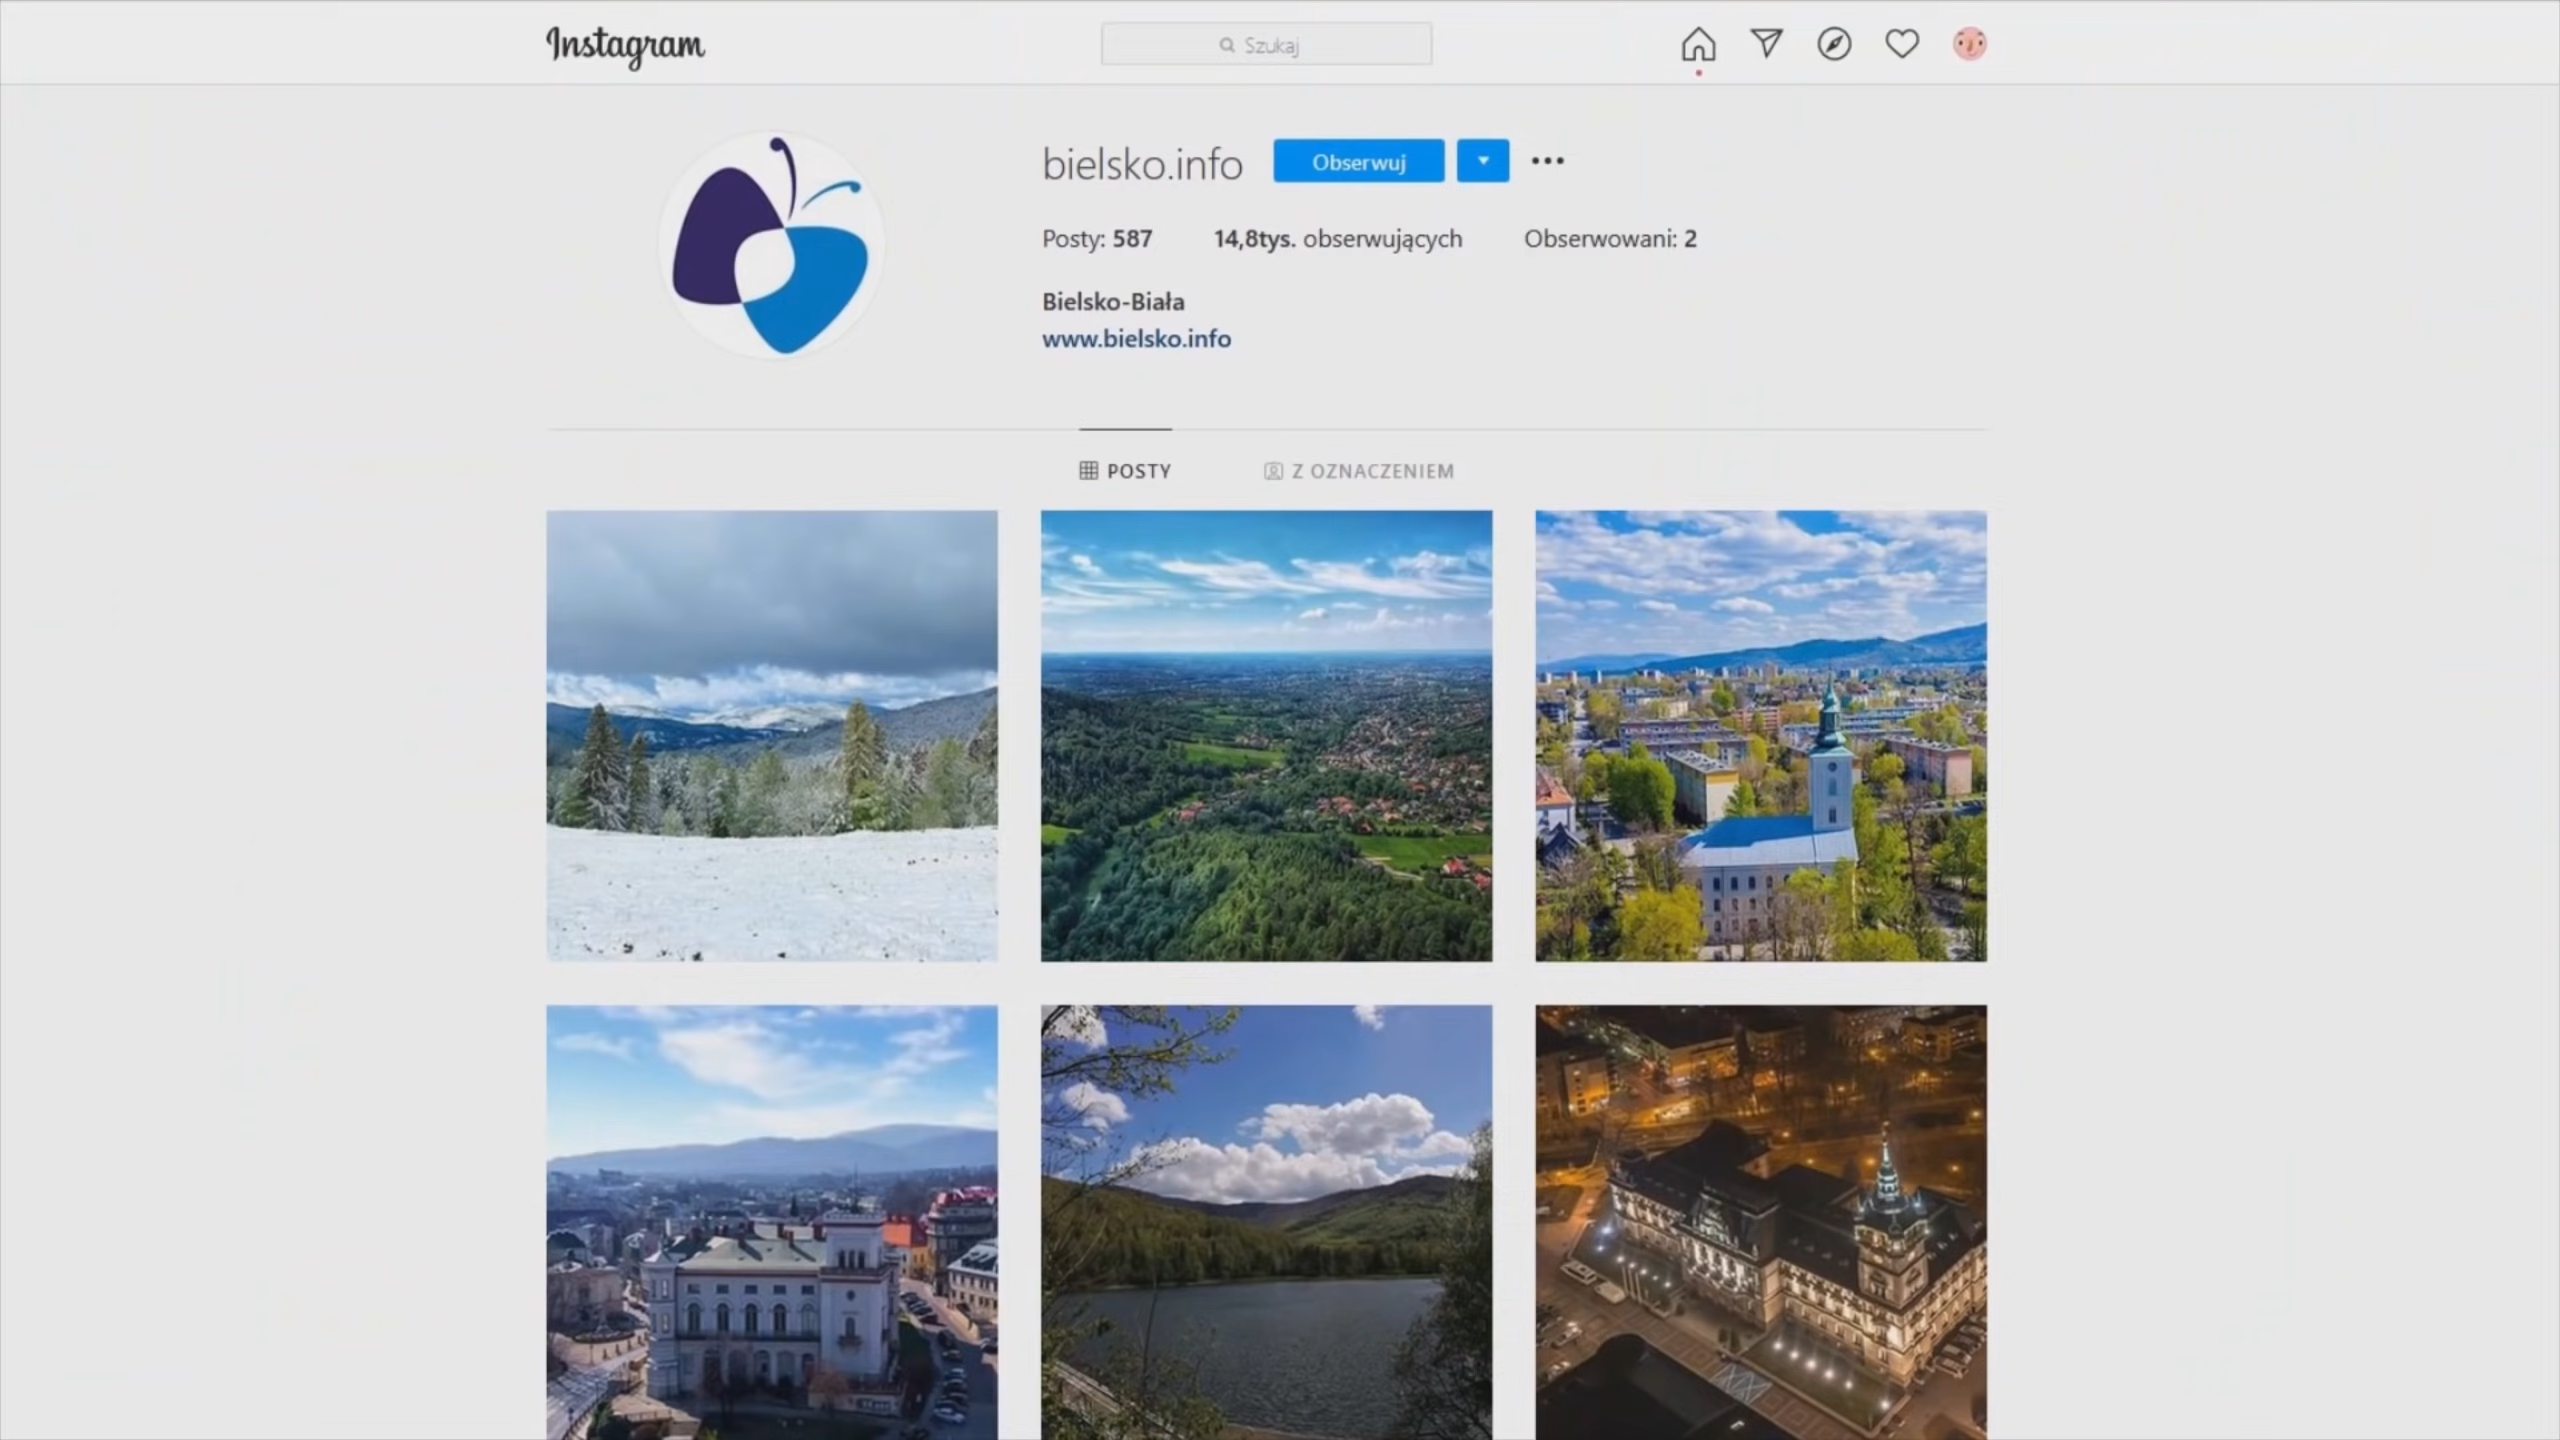 Instagram
Szukaj
bielsko.info
Obserwuj
Posty: 587 14,8tys. obserwujących Obserwowani: 2
Bielsko-Biała
www.bielsko.info
POSTY Z OZNACZENIEM